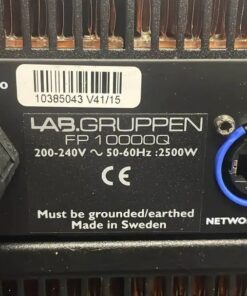 10385043 V41/15
LAB.GRUPPEN
FP 10000Q
200-240V ~ 50-60Hz :2500W
CE
Must be grounded/earthed
Made in Sweden